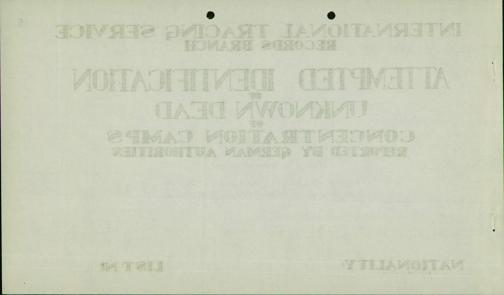 INTERNATIONAL TRACING SERVICE
RECORDS BRANCH
ATTEMPTED IDENTIFICATION
OF
UNKNOWN DEAD
OF
CONCENTRATION CAMPS
REPORTED BY GERMAN AUTHORITIES
NATIONALITY:
LIST Nº